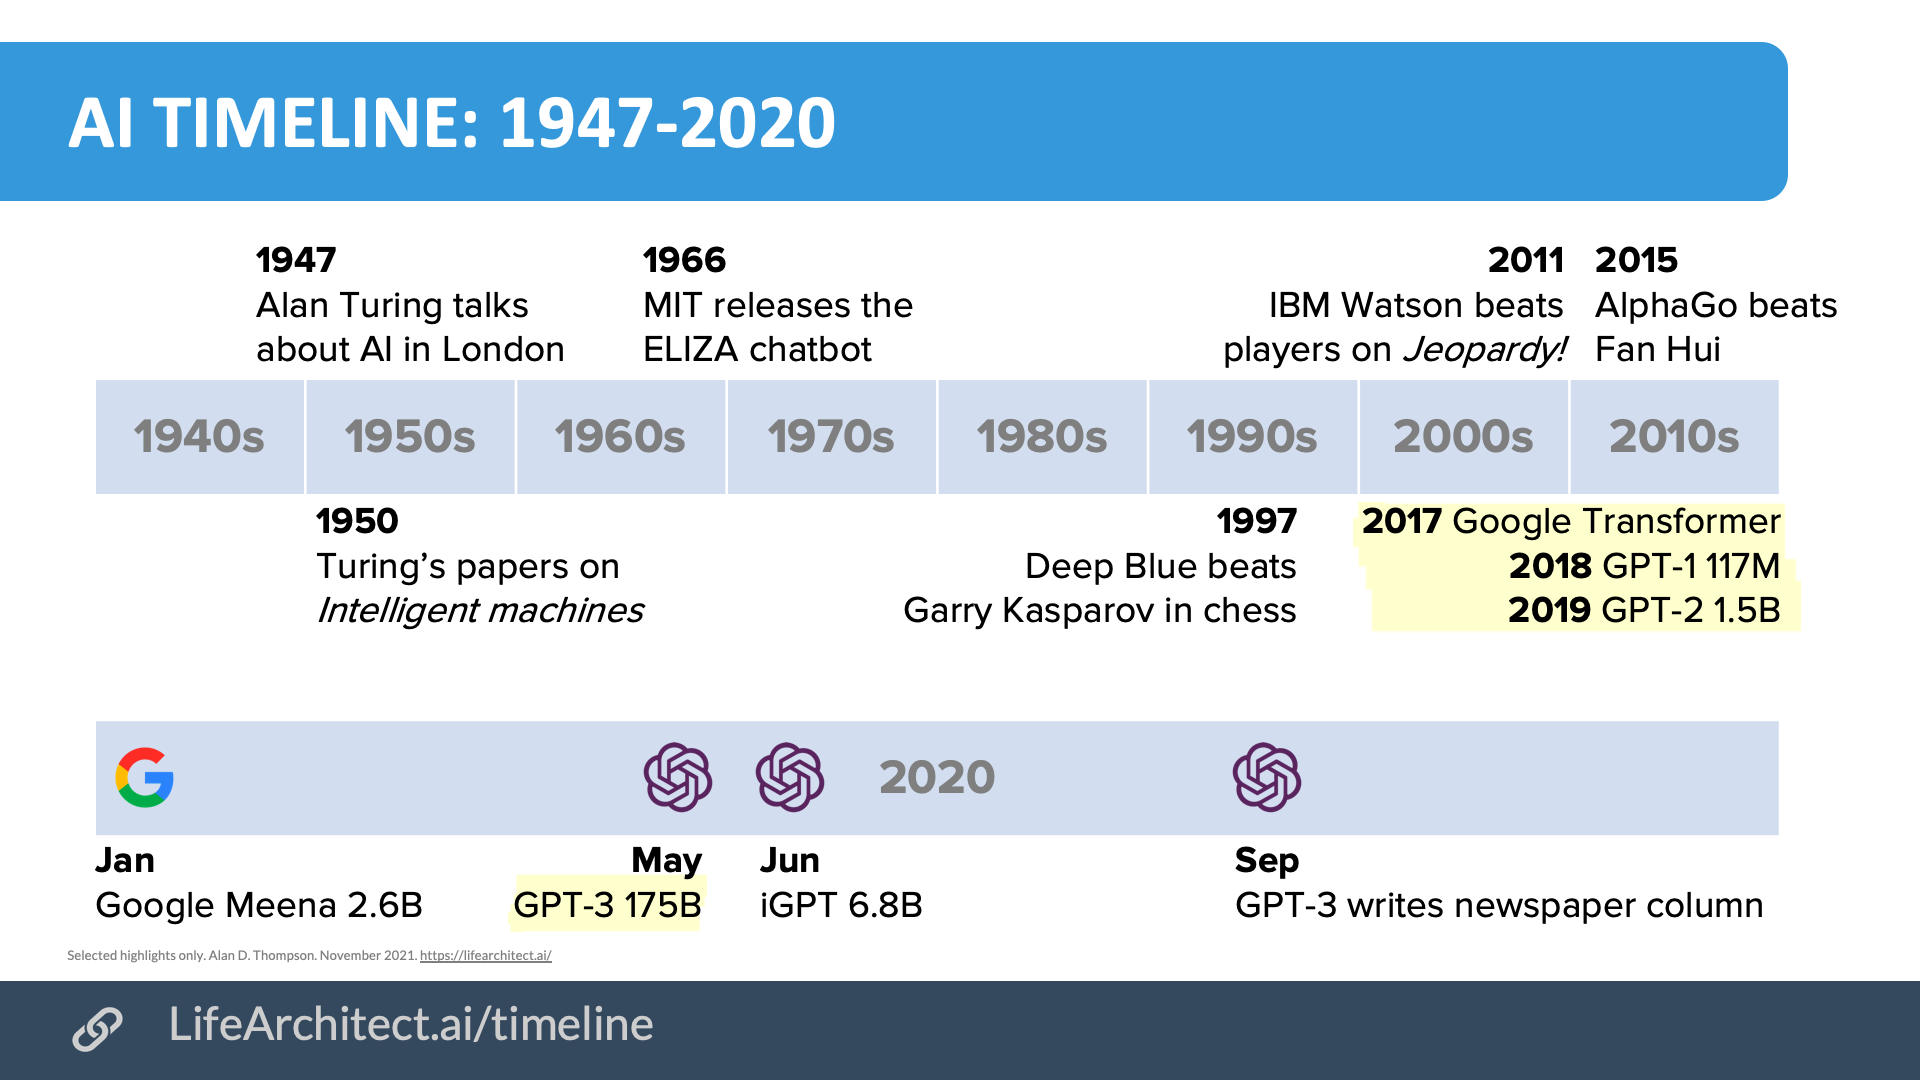 AI TIMELINE: 1947-2020
1947
Alan Turing talks
about AI in London
1966
MIT releases the
ELIZA chatbot
2011
IBM Watson beats
players on Jeopardy!
2015
AlphaGo beats
Fan Hui
1940s
1950s
1960s
1970s
1980s
1990s
2000s
2010s
1950
Turing’s papers on
Intelligent machines
1997
Deep Blue beats
Garry Kasparov in chess
2017 Google Transformer
2018 GPT-1 117M
2019 GPT-2 1.5B
2020
Jan
Google Meena 2.6B
May
GPT-3 175B
Jun
iGPT 6.8B
Sep
GPT-3 writes newspaper column
Selected highlights only. Alan D. Thompson. November 2021. https://lifearchitect.ai/
LifeArchitect.ai/timeline